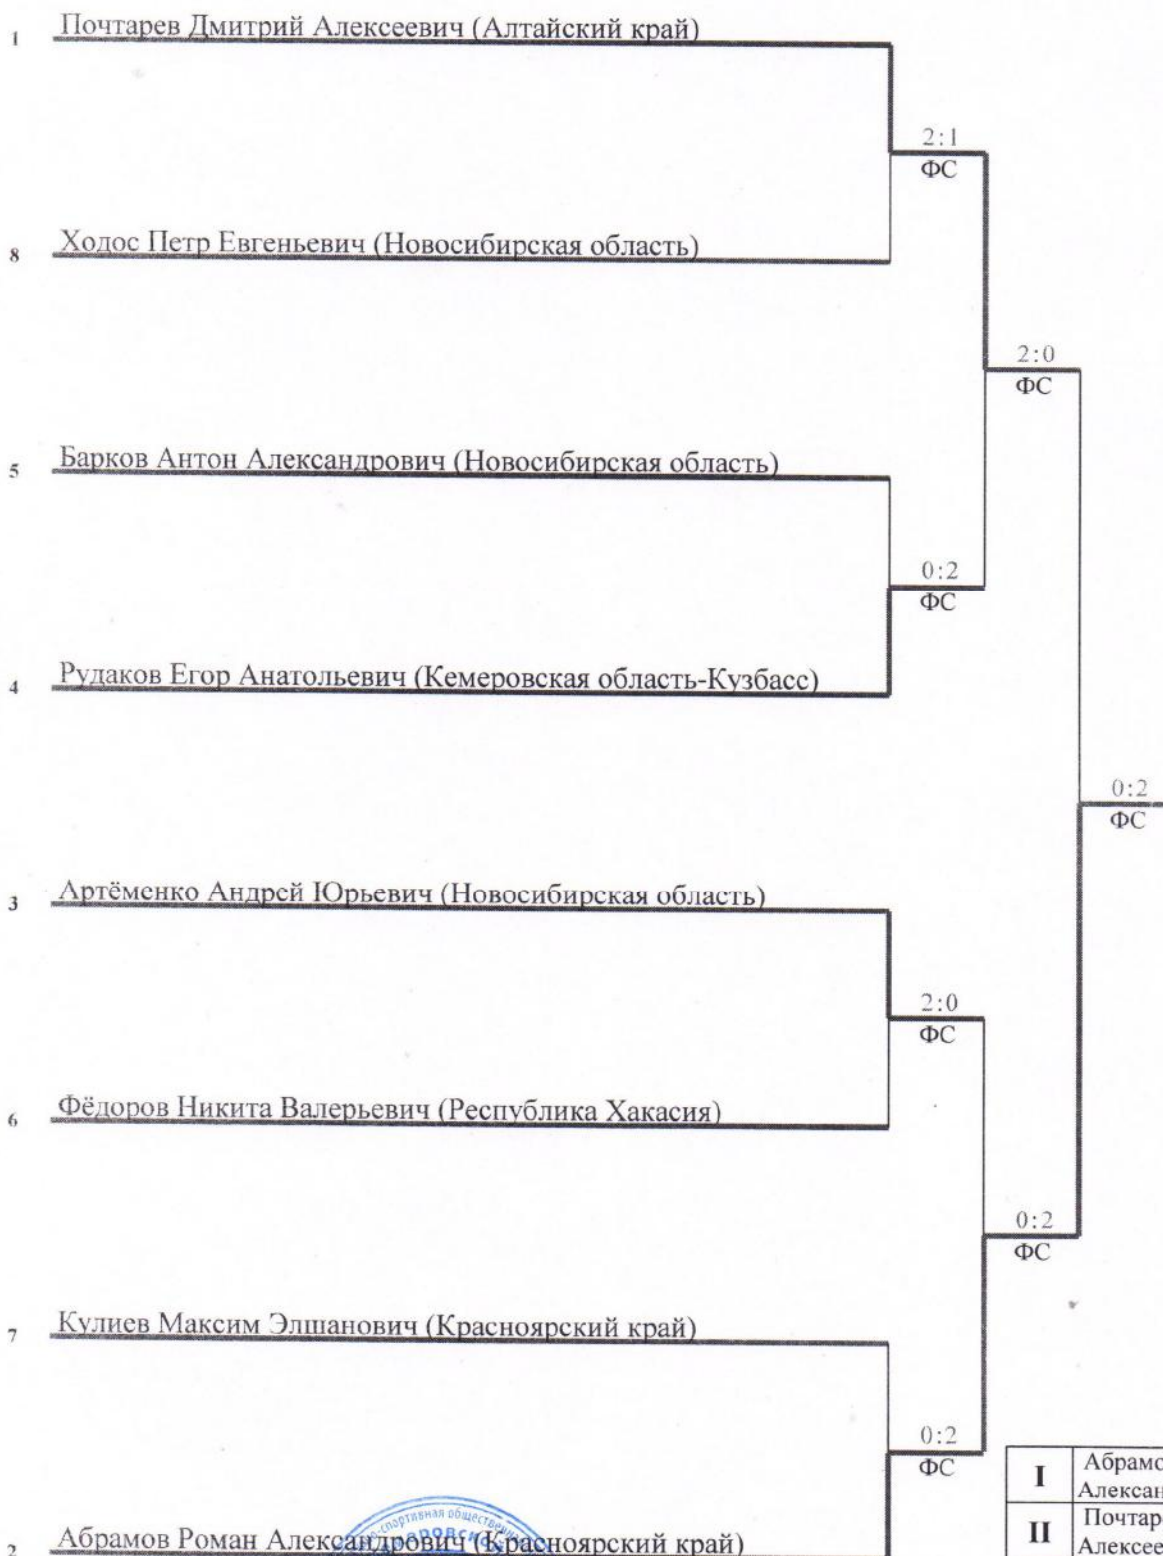 1 Почтарев Дмитрий Алексеевич (Алтайский край)
2:1
ФС
8 Ходос Петр Евгеньевич (Новосибирская область)
2:0
ФС
5 Барков Антон Александрович (Новосибирская область)
0:2
ФС
4 Рудаков Егор Анатольевич (Кемеровская область-Кузбасс)
0:2
ФС
3 Артёменко Андрей Юрьевич (Новосибирская область)
2:0
ФС
6 Фёдоров Никита Валерьевич (Республика Хакасия)
0:2
ФС
7 Кулиев Максим Элшанович (Красноярский край)
0:2
ФС
I Абрамо
Алексан
II Почтар
Алексее
2 Абрамов Роман Александрович (Красноярский край)
но-спортивная обществен